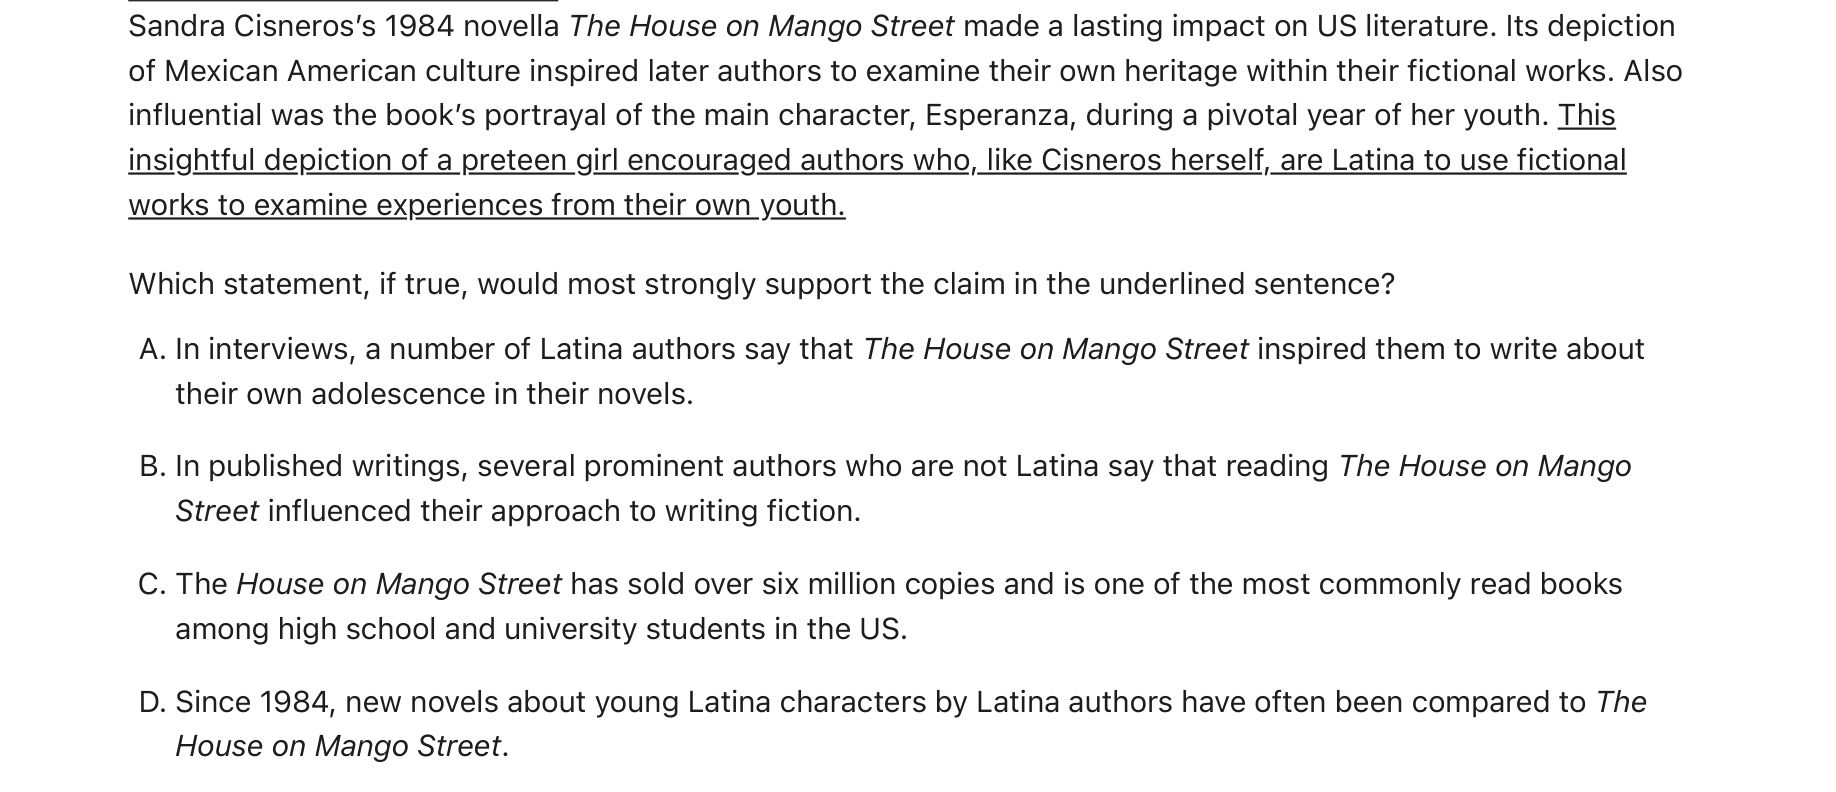 Sandra Cisneros’s 1984 novella The House on Mango Street made a lasting impact on US literature. Its depiction
of Mexican American culture inspired later authors to examine their own heritage within their fictional works. Also
influential was the book’s portrayal of the main character, Esperanza, during a pivotal year of her youth. This
insightful depiction of a preteen girl encouraged authors who, like Cisneros herself, are Latina to use fictional
works to examine experiences from their own youth.
Which statement, if true, would most strongly support the claim in the underlined sentence?
A. In interviews, a number of Latina authors say that The House on Mango Street inspired them to write about
their own adolescence in their novels.
B. In published writings, several prominent authors who are not Latina say that reading The House on Mango
Street influenced their approach to writing fiction.
C. The House on Mango Street has sold over six million copies and is one of the most commonly read books
among high school and university students in the US.
D. Since 1984, new novels about young Latina characters by Latina authors have often been compared to The
House on Mango Street.